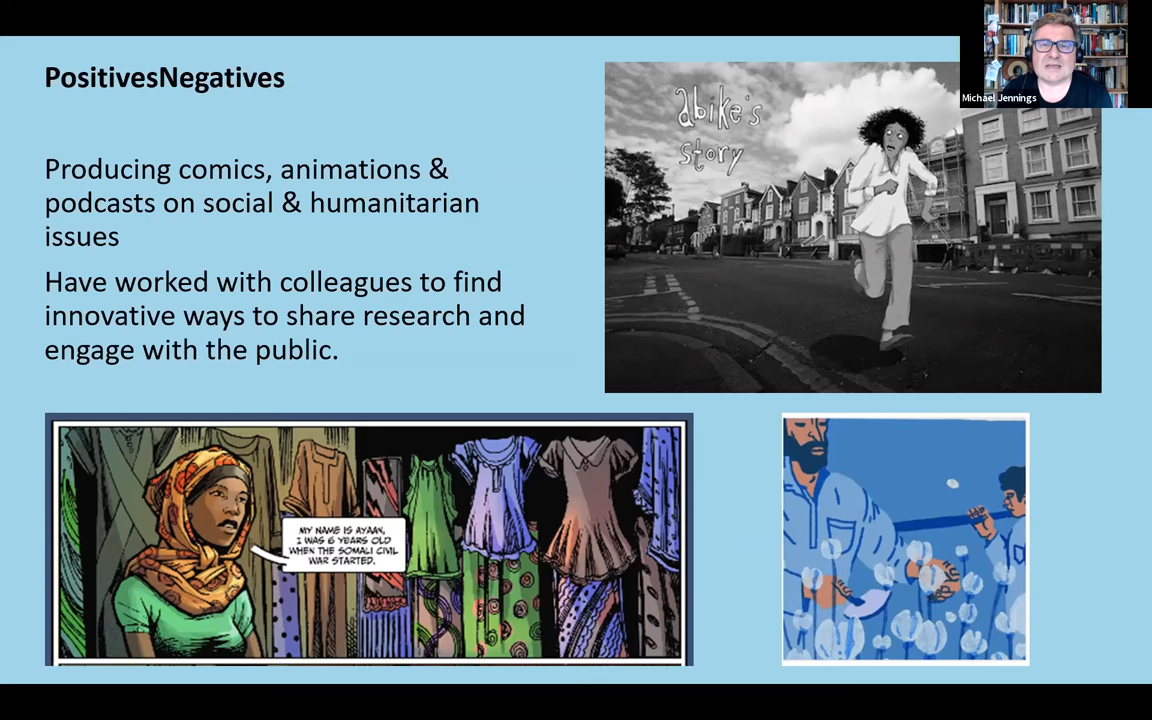 PositivesNegatives
Producing comics, animations &
podcasts on social & humanitarian
issues
Have worked with colleagues to find
innovative ways to share research and
engage with the public.
abike's
story
Michael Jennings
MY NAME IS AYAAN,
I WAS 6 YEARS OLD
WHEN THE SOMALI CIVIL
WAR STARTED.